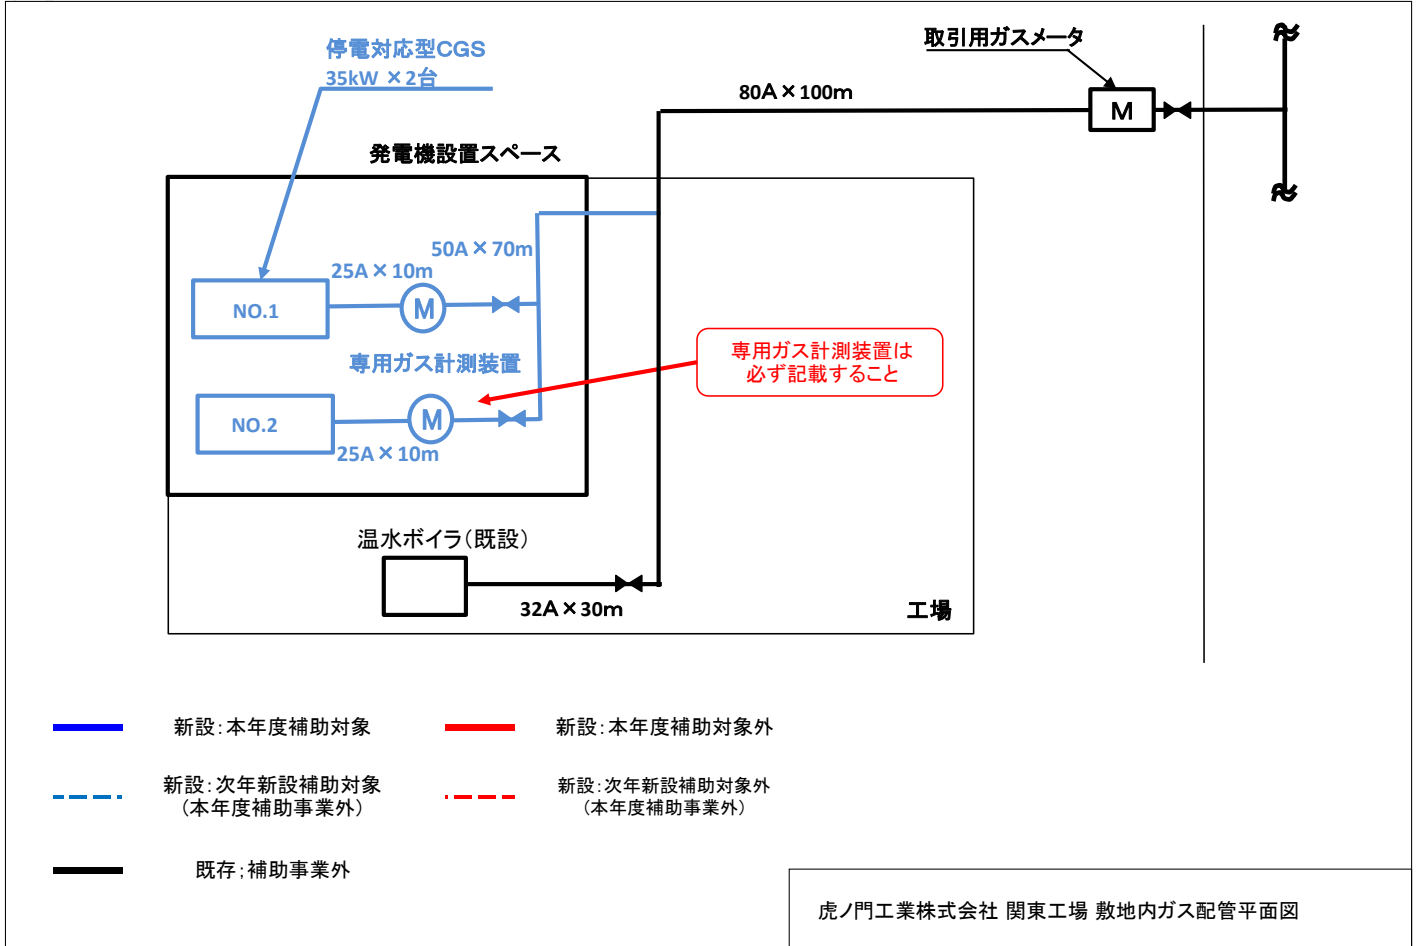 停電対応型CGS
35kW ×2台
取引用ガスメータ
80A×100m
M
発電機設置スペース
50A×70m
25A×10m
NO.1
M
専用ガス計測装置
専用ガス計測装置は
必ず記載すること
NO.2
M
25A×10m
温水ボイラ(既設)
32A×30m
工場
新設:本年度補助対象
新設:本年度補助対象外
新設:次年新設補助対象
(本年度補助事業外)
新設:次年新設補助対象外
(本年度補助事業外)
既存;補助事業外
虎ノ門工業株式会社 関東工場 敷地内ガス配管平面図